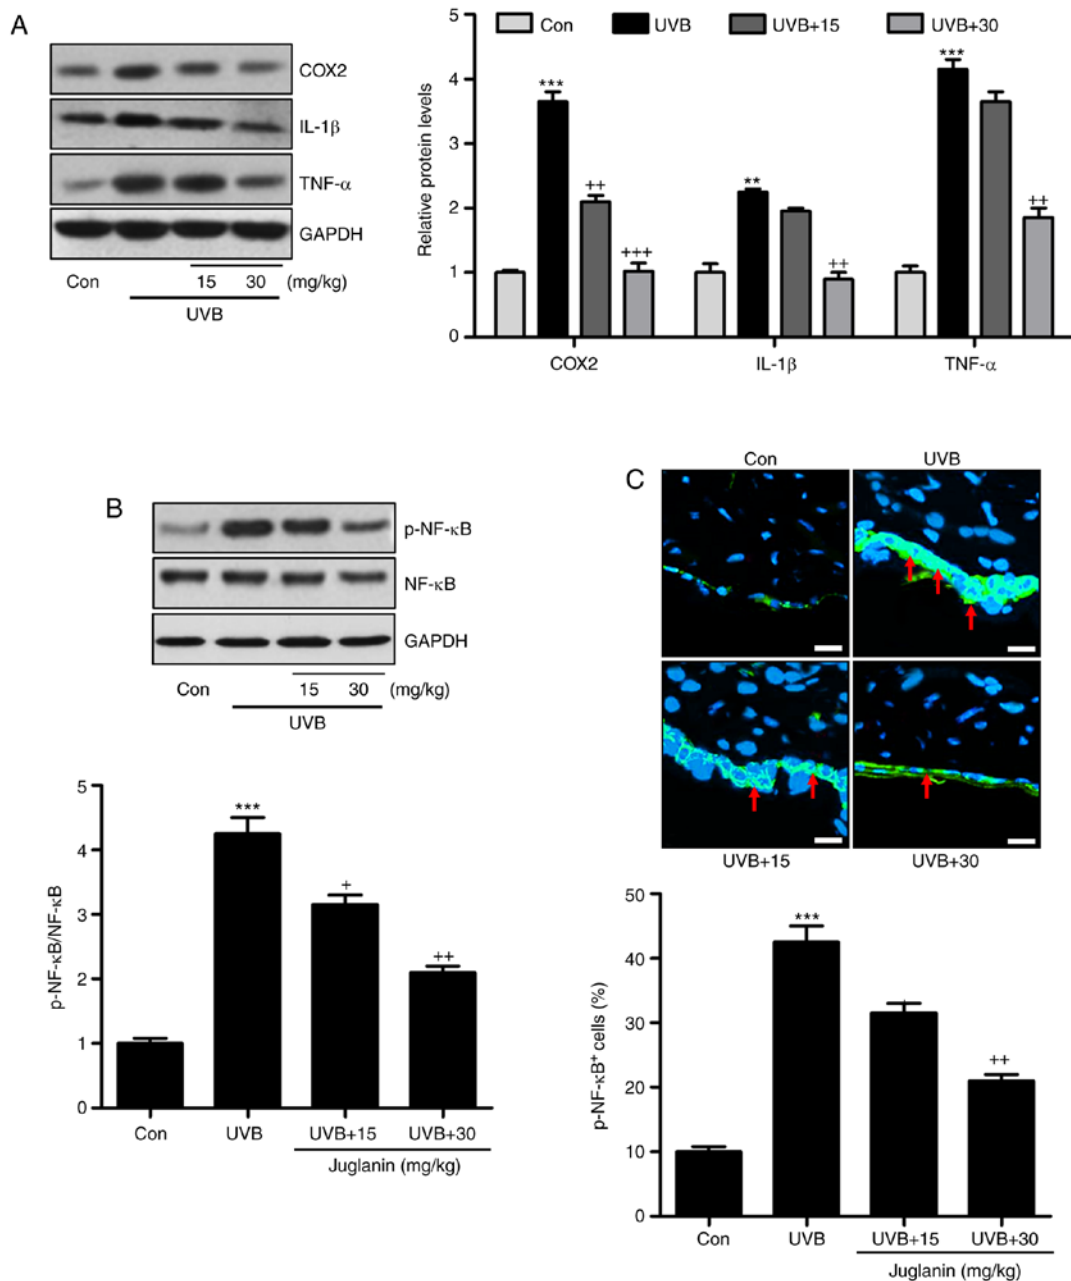 A
COX2
IL-1β
TNF-α
GAPDH
Con 15 30 (mg/kg)
UVB
Con UVB UVB+15 UVB+30
Relative protein levels
5
4
3
2
1
0
***
++
+++
**
++
***
++
COX2 IL-1β TNF-α
B
p-NF-κB
NF-κB
GAPDH
Con 15 30 (mg/kg)
UVB
p-NF-κB/NF-κB
5
4
3
2
1
0
***
+
++
Con UVB UVB+15 UVB+30
Juglanin (mg/kg)
C
Con UVB
UVB+15 UVB+30
p-NF-κB+ cells (%)
50
40
30
20
10
0
***
++
Con UVB UVB+15 UVB+30
Juglanin (mg/kg)